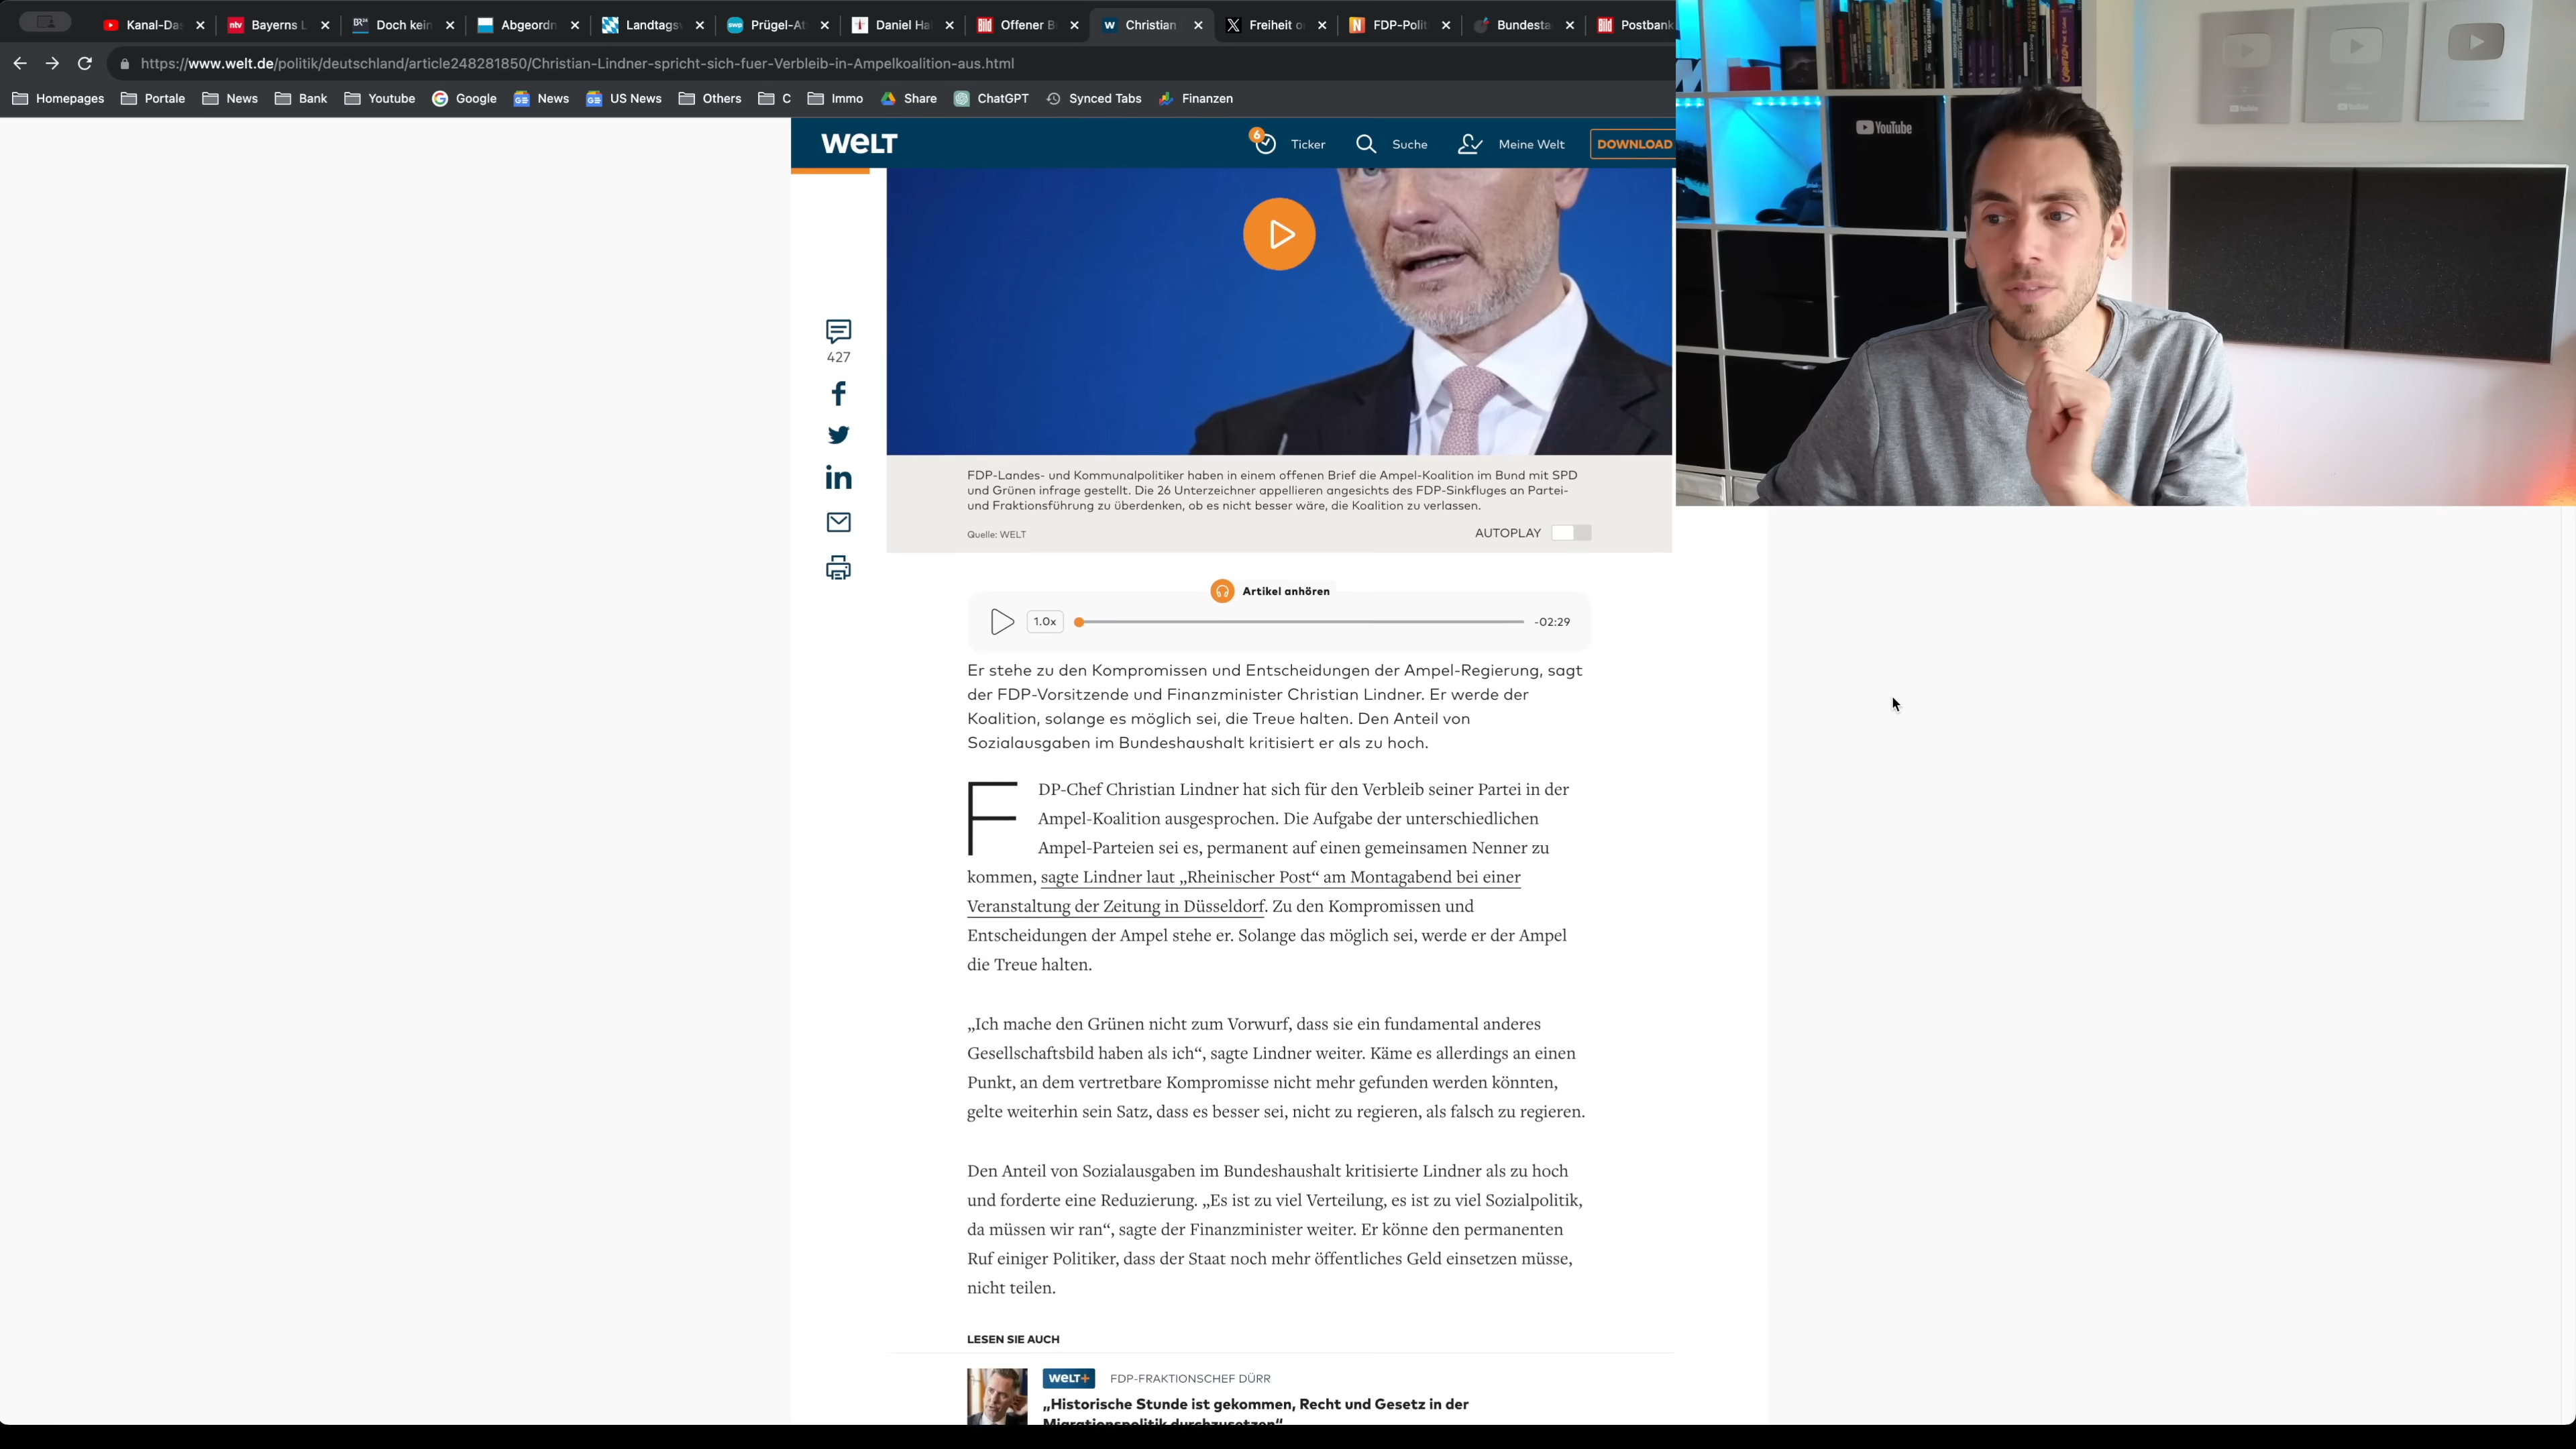 Kanal-Da
Bayerns L
Doch kein
Abgeordn
Landtagsv
Prügel-At
Daniel Ha
Offener B
Christian
Freiheit o
FDP-Polit
Bundesta
Postbank
https://www.welt.de/politik/deutschland/article248281850/Christian-Lindner-spricht-sich-fuer-Verbleib-in-Ampelkoalition-aus.html
Homepages
Portale
News
Bank
Youtube
Google
News
US News
Others
C
Immo
Share
ChatGPT
Synced Tabs
Finanzen
YouTube
WELT
6
Ticker
Suche
Meine Welt
DOWNLOAD
427
FDP-Landes- und Kommunalpolitiker haben in einem offenen Brief die Ampel-Koalition im Bund mit SPD
und Grünen infrage gestellt. Die 26 Unterzeichner appellieren angesichts des FDP-Sinkfluges an Partei-
und Fraktionsführung zu überdenken, ob es nicht besser wäre, die Koalition zu verlassen.
Quelle: WELT
AUTOPLAY
Artikel anhören
1.0x
-02:29
Er stehe zu den Kompromissen und Entscheidungen der Ampel-Regierung, sagt
der FDP-Vorsitzende und Finanzminister Christian Lindner. Er werde der
Koalition, solange es möglich sei, die Treue halten. Den Anteil von
Sozialausgaben im Bundeshaushalt kritisiert er als zu hoch.
FDP-Chef Christian Lindner hat sich für den Verbleib seiner Partei in der
Ampel-Koalition ausgesprochen. Die Aufgabe der unterschiedlichen
Ampel-Parteien sei es, permanent auf einen gemeinsamen Nenner zu
kommen, sagte Lindner laut „Rheinischer Post“ am Montagabend bei einer
Veranstaltung der Zeitung in Düsseldorf. Zu den Kompromissen und
Entscheidungen der Ampel stehe er. Solange das möglich sei, werde er der Ampel
die Treue halten.
„Ich mache den Grünen nicht zum Vorwurf, dass sie ein fundamental anderes
Gesellschaftsbild haben als ich“, sagte Lindner weiter. Käme es allerdings an einen
Punkt, an dem vertretbare Kompromisse nicht mehr gefunden werden könnten,
gelte weiterhin sein Satz, dass es besser sei, nicht zu regieren, als falsch zu regieren.
Den Anteil von Sozialausgaben im Bundeshaushalt kritisierte Lindner als zu hoch
und forderte eine Reduzierung. „Es ist zu viel Verteilung, es ist zu viel Sozialpolitik,
da müssen wir ran“, sagte der Finanzminister weiter. Er könne den permanenten
Ruf einiger Politiker, dass der Staat noch mehr öffentliches Geld einsetzen müsse,
nicht teilen.
LESEN SIE AUCH
WELT+ FDP-FRAKTIONSCHEF DÜRR
„Historische Stunde ist gekommen, Recht und Gesetz in der
Migrationspolitik durchzusetzen“